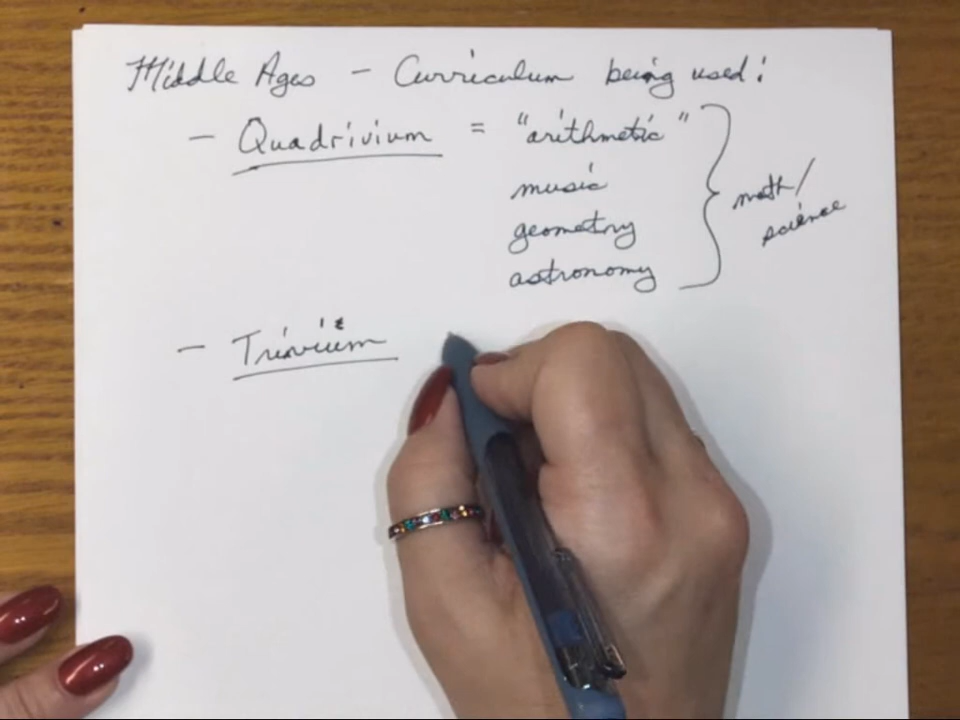 Middle Ages - Curriculum being used:
- Quadrivium = "arithmetic"
music
geometry
astronomy
math/
science
- Trivium